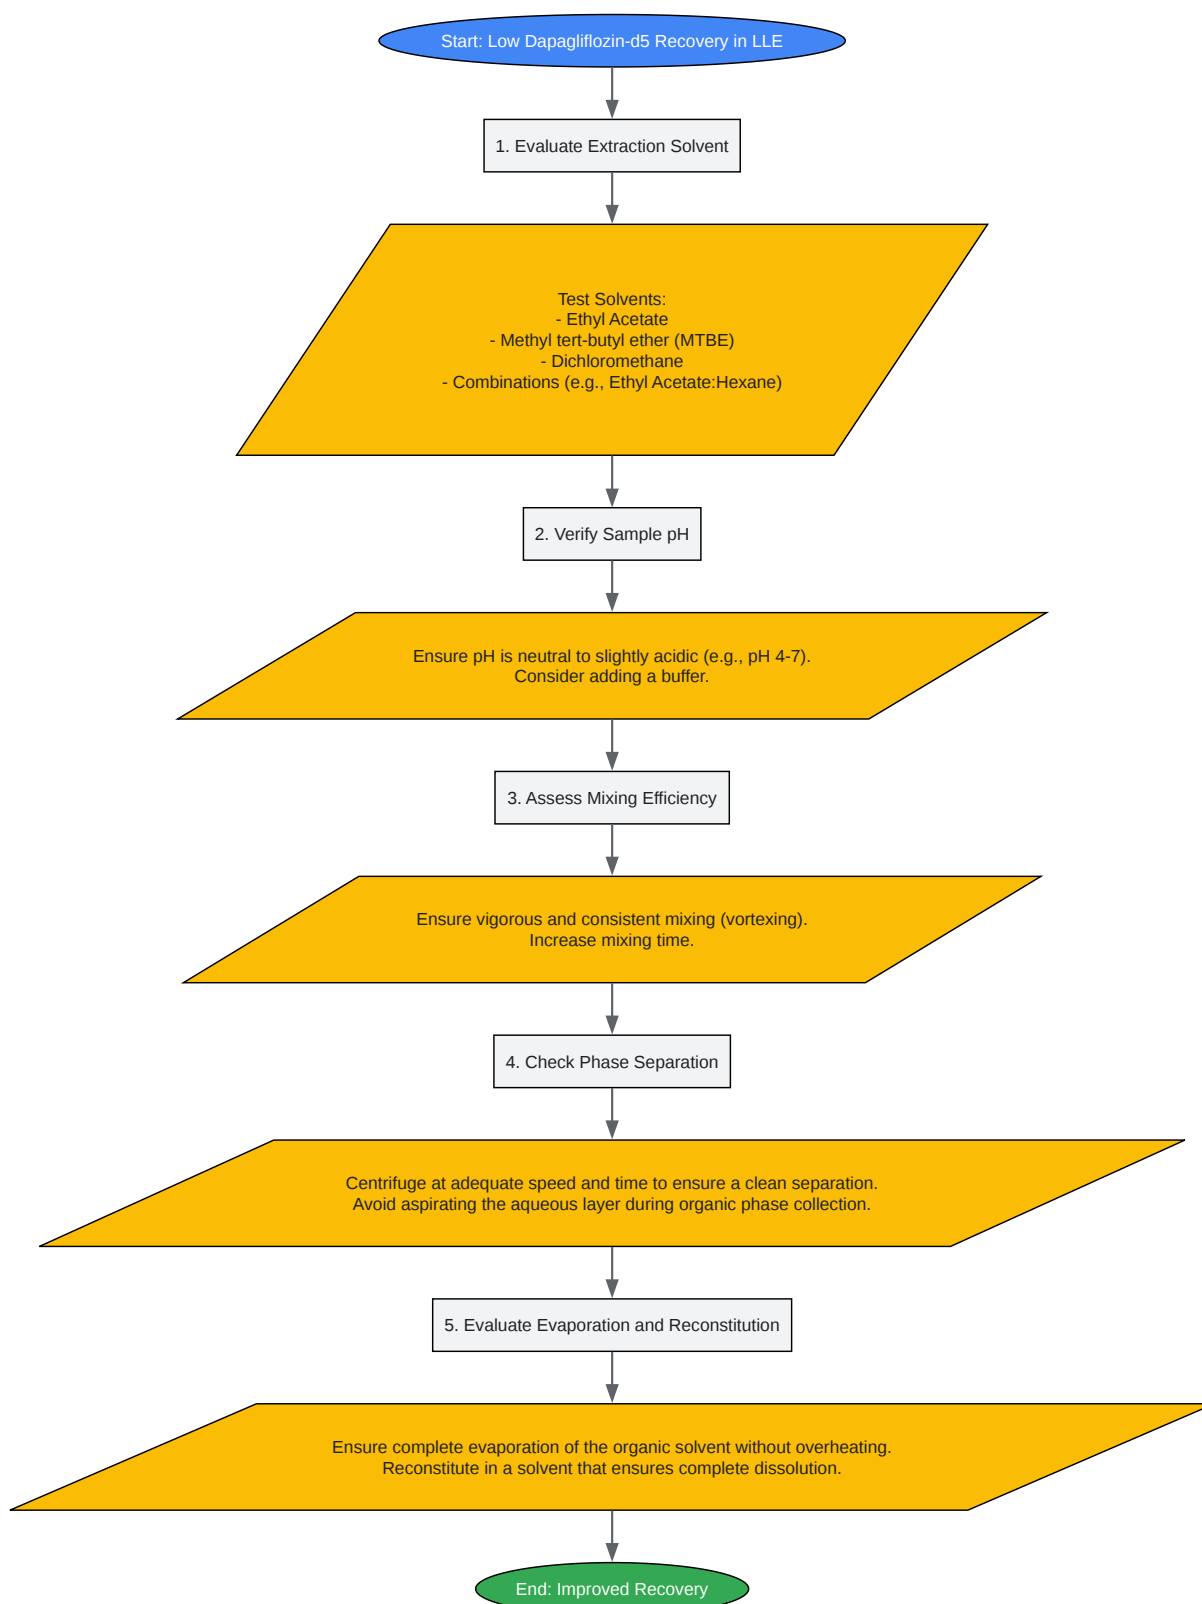 Start: Low Dapagliflozin-d5 Recovery in LLE
1. Evaluate Extraction Solvent
Test Solvents:
- Ethyl Acetate
- Methyl tert-butyl ether (MTBE)
- Dichloromethane
- Combinations (e.g., Ethyl Acetate:Hexane)
2. Verify Sample pH
Ensure pH is neutral to slightly acidic (e.g., pH 4-7).
Consider adding a buffer.
3. Assess Mixing Efficiency
Ensure vigorous and consistent mixing (vortexing).
Increase mixing time.
4. Check Phase Separation
Centrifuge at adequate speed and time to ensure a clean separation.
Avoid aspirating the aqueous layer during organic phase collection.
5. Evaluate Evaporation and Reconstitution
Ensure complete evaporation of the organic solvent without overheating.
Reconstitute in a solvent that ensures complete dissolution.
End: Improved Recovery